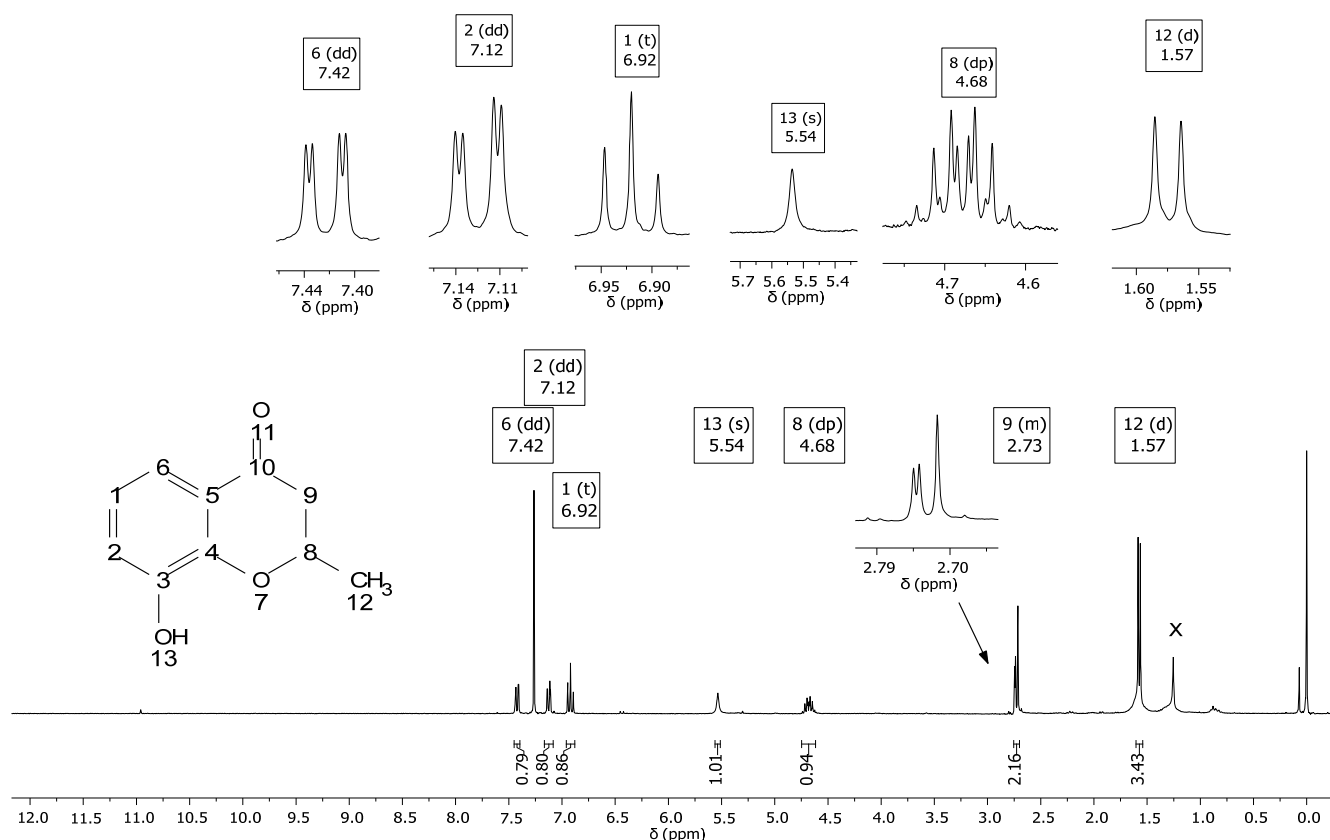 6 (dd)
7.42
2 (dd)
7.12
1 (t)
6.92
13 (s)
5.54
8 (dp)
4.68
12 (d)
1.57
7.44 7.40
δ (ppm)
7.14 7.11
δ (ppm)
6.95 6.90
δ (ppm)
5.7 5.6 5.5 5.4
δ (ppm)
4.7 4.6
δ (ppm)
1.60 1.55
δ (ppm)
2 (dd)
7.12
6 (dd)
7.42
1 (t)
6.92
13 (s)
5.54
8 (dp)
4.68
9 (m)
2.73
12 (d)
1.57
2.79 2.70
δ (ppm)
O
11
6 10
1 5 9
2 4 8
3 O CH3
7 12
OH
13
X
0.79 0.80 0.86 1.01 0.94 2.16 3.43
12.0 11.5 11.0 10.5 10.0 9.5 9.0 8.5 8.0 7.5 7.0 6.5 6.0 5.5 5.0 4.5 4.0 3.5 3.0 2.5 2.0 1.5 1.0 0.5 0.0
δ (ppm)